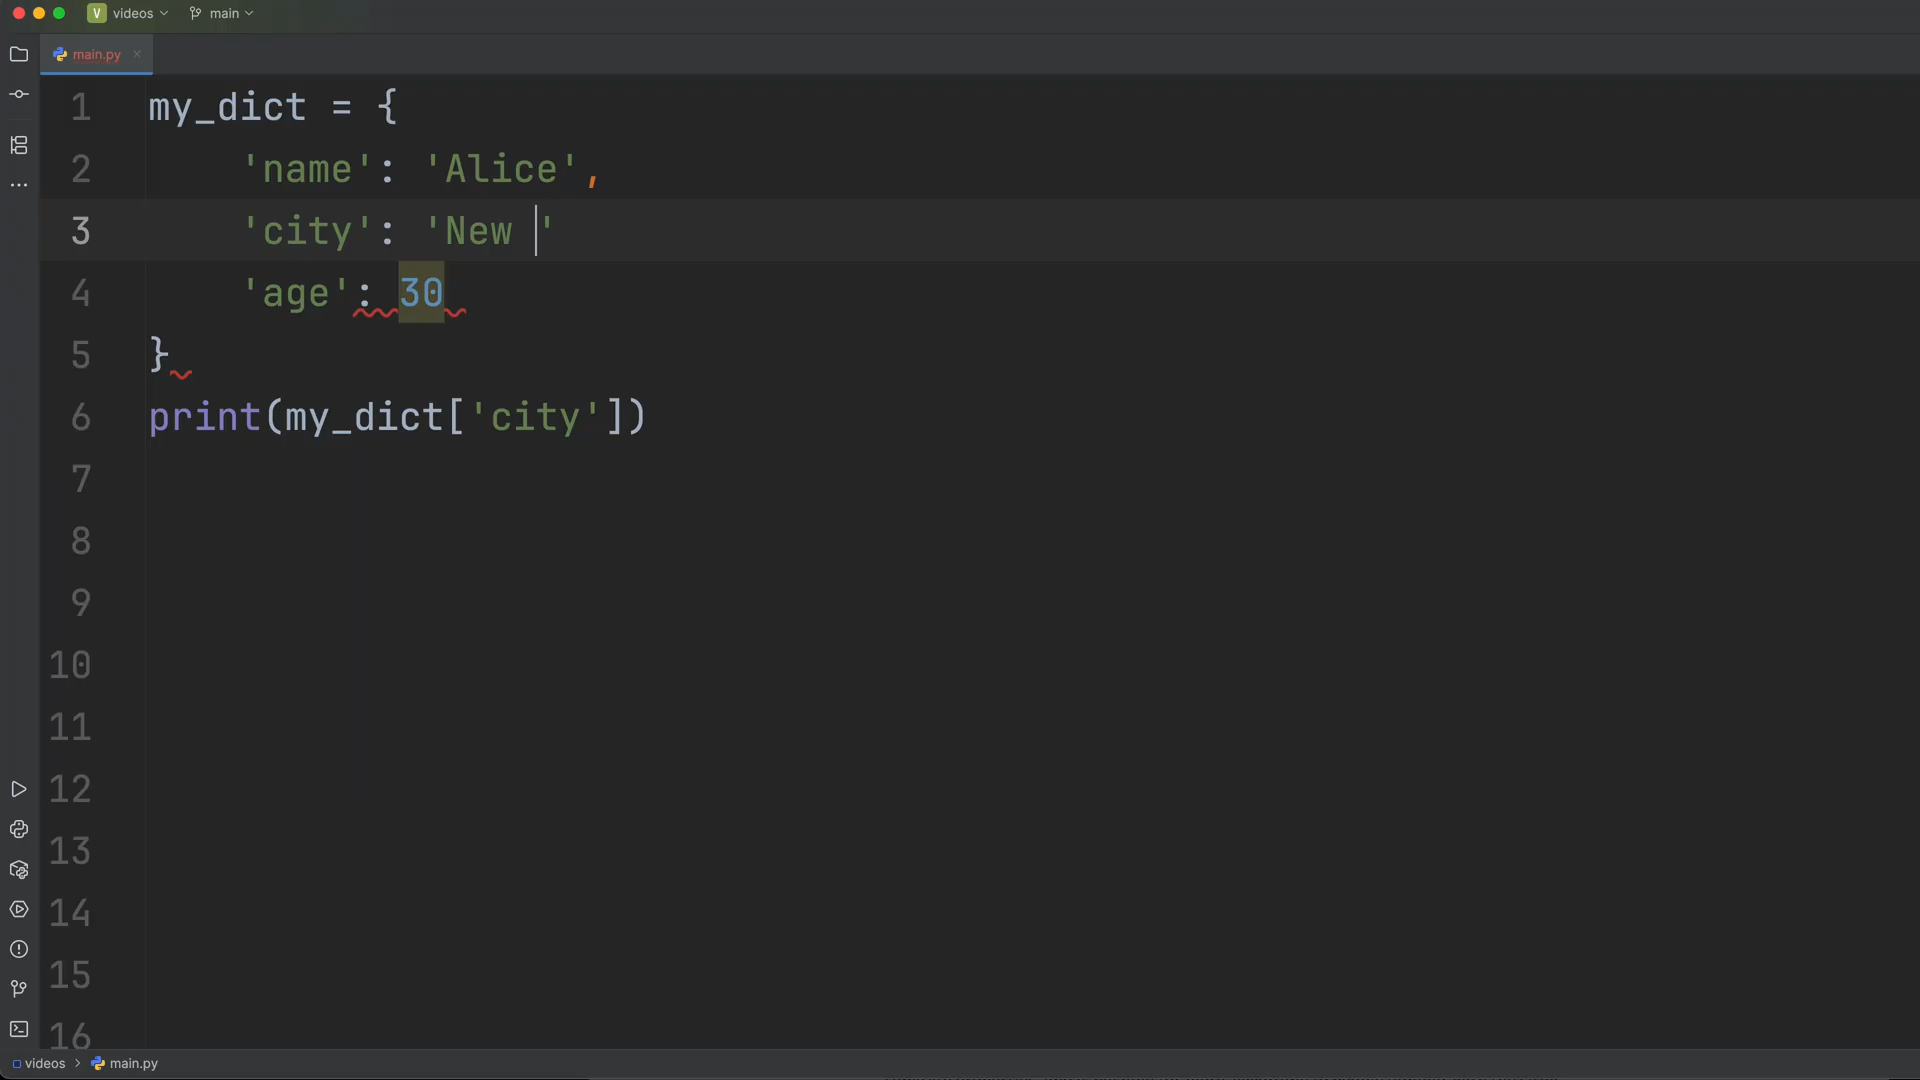 V videos main
main.py
1 my_dict = {
2 'name': 'Alice',
3 'city': 'New '
4 'age': 30
5 }
6 print(my_dict['city'])
7
8
9
10
11
12
13
14
15
16
videos > main.py